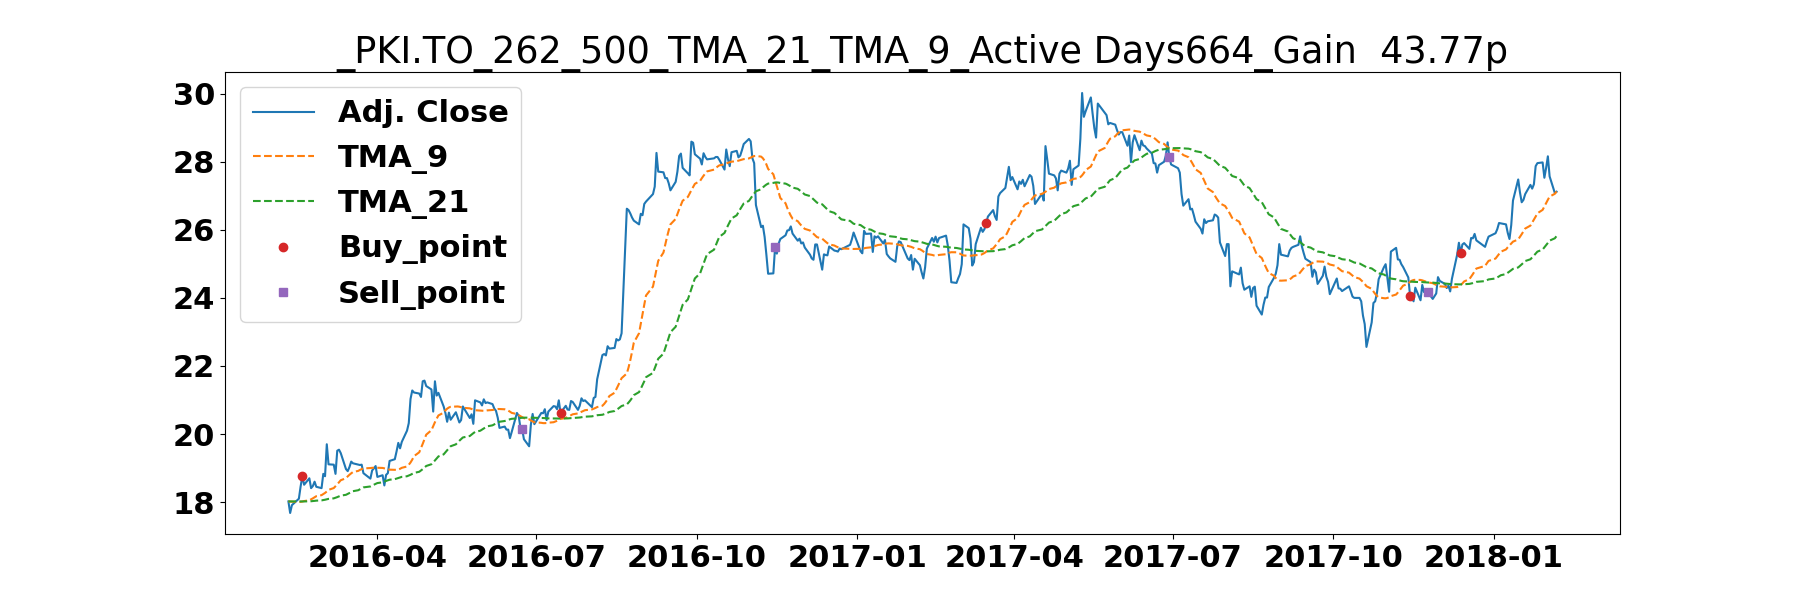 _PKI.TO_262_500_TMA_21_TMA_9_Active Days664_Gain  43.77p
30
28
26
24
22
20
18
Adj. Close
TMA_9
TMA_21
Buy_point
Sell_point
2016-04 2016-07 2016-10 2017-01 2017-04 2017-07 2017-10 2018-01